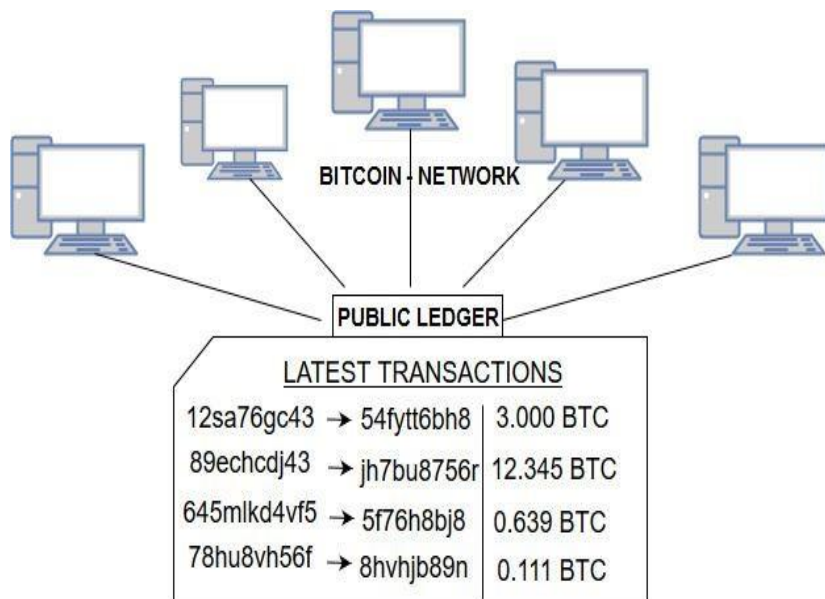 BITCOIN - NETWORK
PUBLIC LEDGER
LATEST TRANSACTIONS
12sa76gc43 → 54fytt6bh8 3.000 BTC
89echcdj43 → jh7bu8756r 12.345 BTC
645mlkd4vf5 → 5f76h8bj8 0.639 BTC
78hu8vh56f → 8hvhjb89n 0.111 BTC